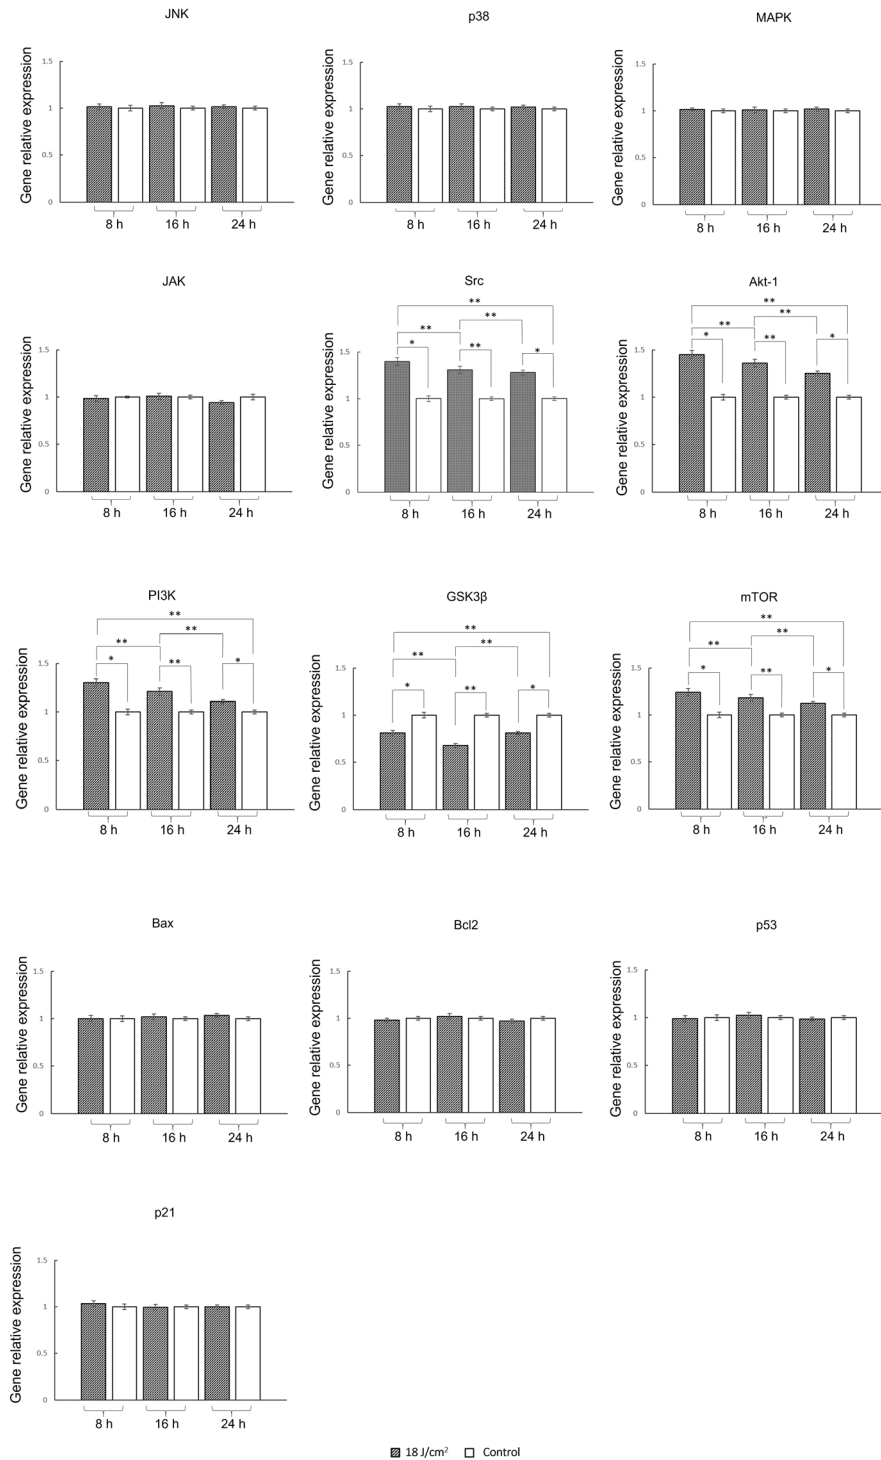 JNK
p38
MAPK
Gene relative expression
1.5
1
0.5
0
8 h 16 h 24 h
Gene relative expression
1.5
1
0.5
0
8 h 16 h 24 h
Gene relative expression
1.5
1
0.5
0
8 h 16 h 24 h
JAK
Gene relative expression
1.5
1
0.5
0
8 h 16 h 24 h
Src
Gene relative expression
**
**
**
* ** *
1.5
1
0.5
0
8 h 16 h 24 h
Akt-1
Gene relative expression
**
**
**
* ** *
1.5
1
0.5
0
8 h 16 h 24 h
PI3K
Gene relative expression
**
**
**
* ** *
1.5
1
0.5
0
8 h 16 h 24 h
GSK3β
Gene relative expression
**
**
**
* ** *
1.5
1
0.5
0
8 h 16 h 24 h
mTOR
Gene relative expression
**
**
**
* ** *
1.5
1
0.5
0
8 h 16 h 24 h
Bax
Gene relative expression
1.5
1
0.5
0
8 h 16 h 24 h
Bcl2
Gene relative expression
1.5
1
0.5
0
8 h 16 h 24 h
p53
Gene relative expression
1.5
1
0.5
0
8 h 16 h 24 h
p21
Gene relative expression
1.5
1
0.5
0
8 h 16 h 24 h
18 J/cm² Control